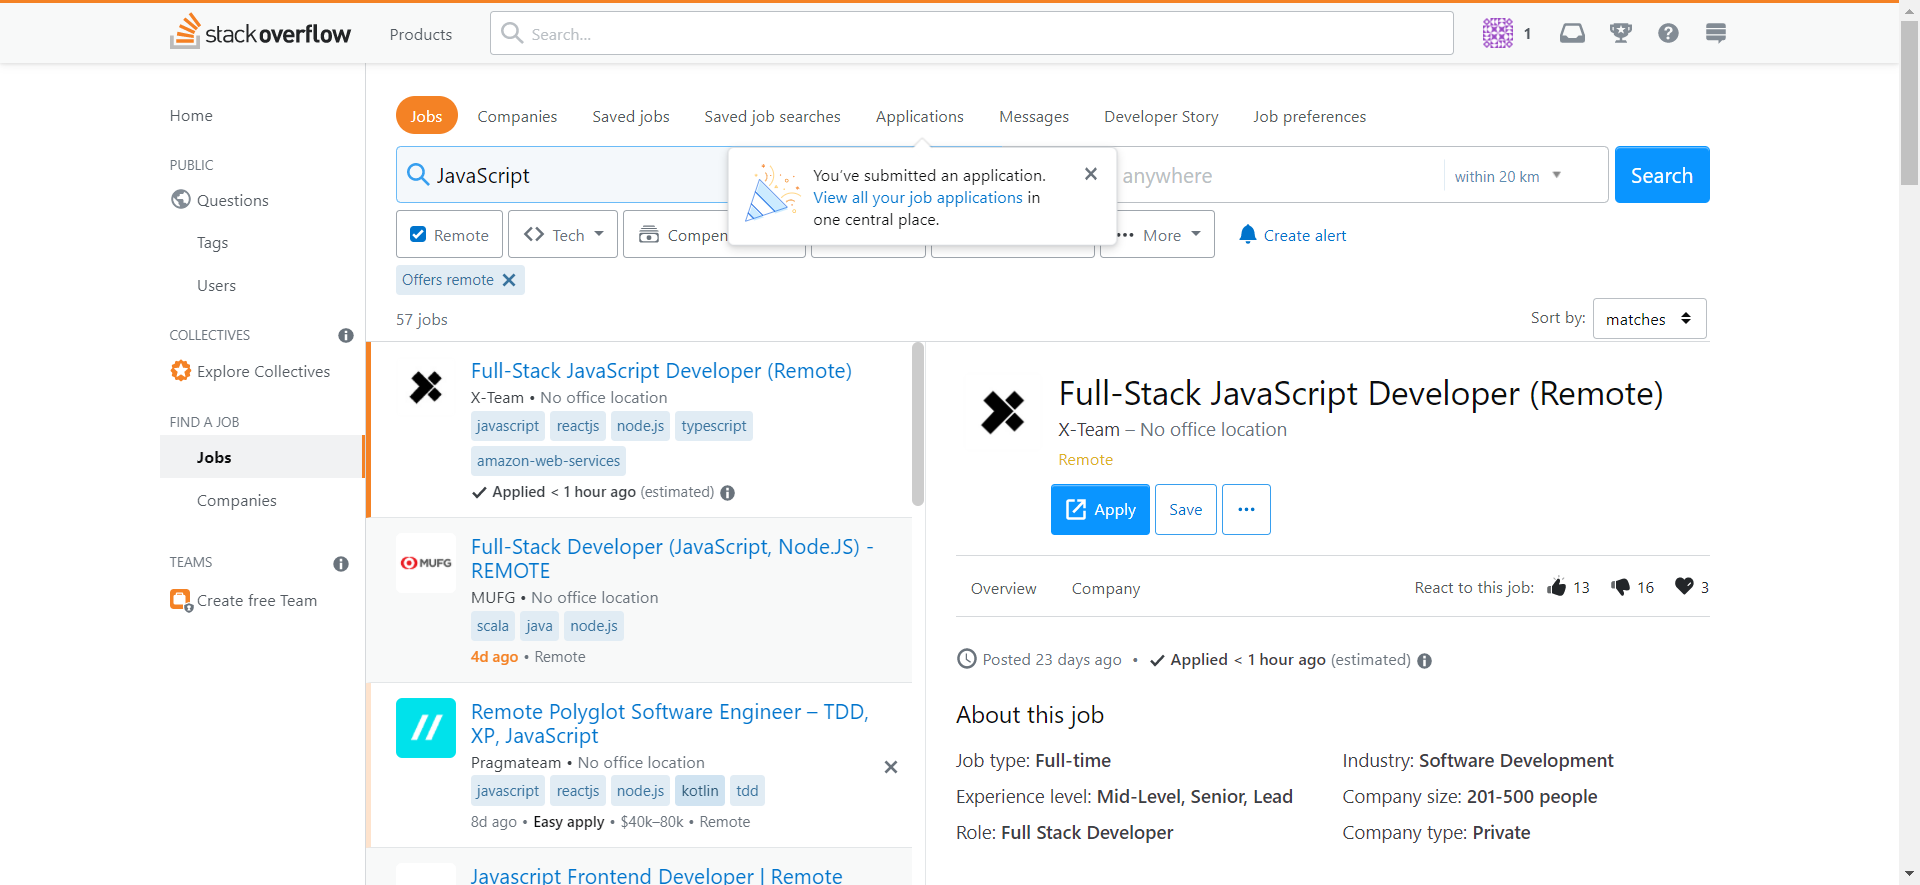 stackoverflow
Products
Search...
1
Home
PUBLIC
Questions
Tags
Users
COLLECTIVES
Explore Collectives
FIND A JOB
Jobs
Companies
TEAMS
Create free Team
Jobs
Companies
Saved jobs
Saved job searches
Applications
Messages
Developer Story
Job preferences
JavaScript
You've submitted an application.
View all your job applications in
one central place.
anywhere
within 20 km
Search
Remote
Tech
Compen
More
Create alert
Offers remote
57 jobs
Sort by:
matches
Full-Stack JavaScript Developer (Remote)
X-Team • No office location
javascript reactjs node.js typescript
amazon-web-services
Applied < 1 hour ago (estimated)
MUFG
Full-Stack Developer (JavaScript, Node.JS) -
REMOTE
MUFG • No office location
scala java node.js
4d ago • Remote
Remote Polyglot Software Engineer – TDD,
XP, JavaScript
Pragmateam • No office location
javascript reactjs node.js kotlin tdd
8d ago • Easy apply • $40k–80k • Remote
Javascript Frontend Developer | Remote
Full-Stack JavaScript Developer (Remote)
X-Team – No office location
Remote
Apply
Save
Overview
Company
React to this job: 13 16 3
Posted 23 days ago • Applied < 1 hour ago (estimated)
About this job
Job type: Full-time
Experience level: Mid-Level, Senior, Lead
Role: Full Stack Developer
Industry: Software Development
Company size: 201-500 people
Company type: Private